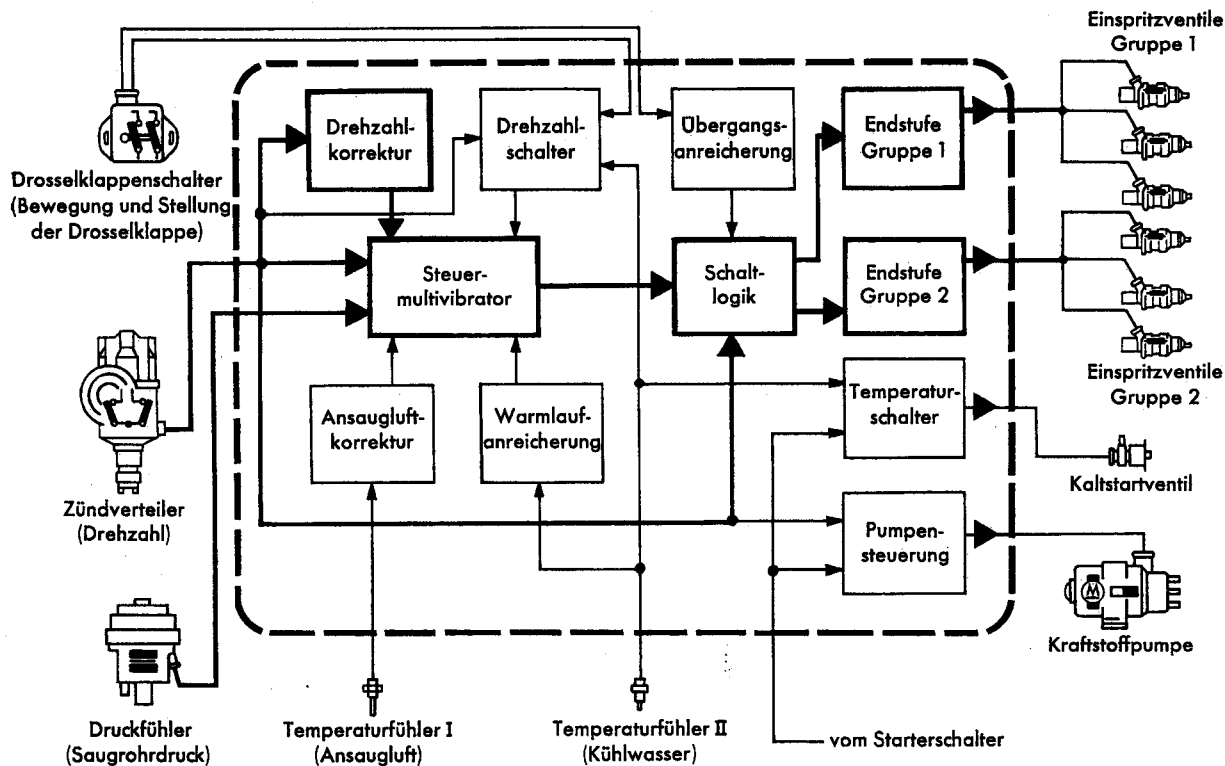 Einspritzventile
Gruppe 1
Drehzahl-
korrektur
Drehzahl-
schalter
Übergangs-
anreicherung
Endstufe
Gruppe 1
Drosselklappenschalter
(Bewegung und Stellung
der Drosselklappe)
Steuer-
multivibrator
Schalt-
logik
Endstufe
Gruppe 2
Einspritzventile
Gruppe 2
Ansaugluft-
korrektur
Warmlauf-
anreicherung
Temperatur-
schalter
Kaltstartventil
Zündverteiler
(Drehzahl)
Pumpen-
steuerung
M
Kraftstoffpumpe
Druckfühler
(Saugrohrdruck)
Temperaturfühler I
(Ansaugluft)
Temperaturfühler II
(Kühlwasser)
vom Starterschalter